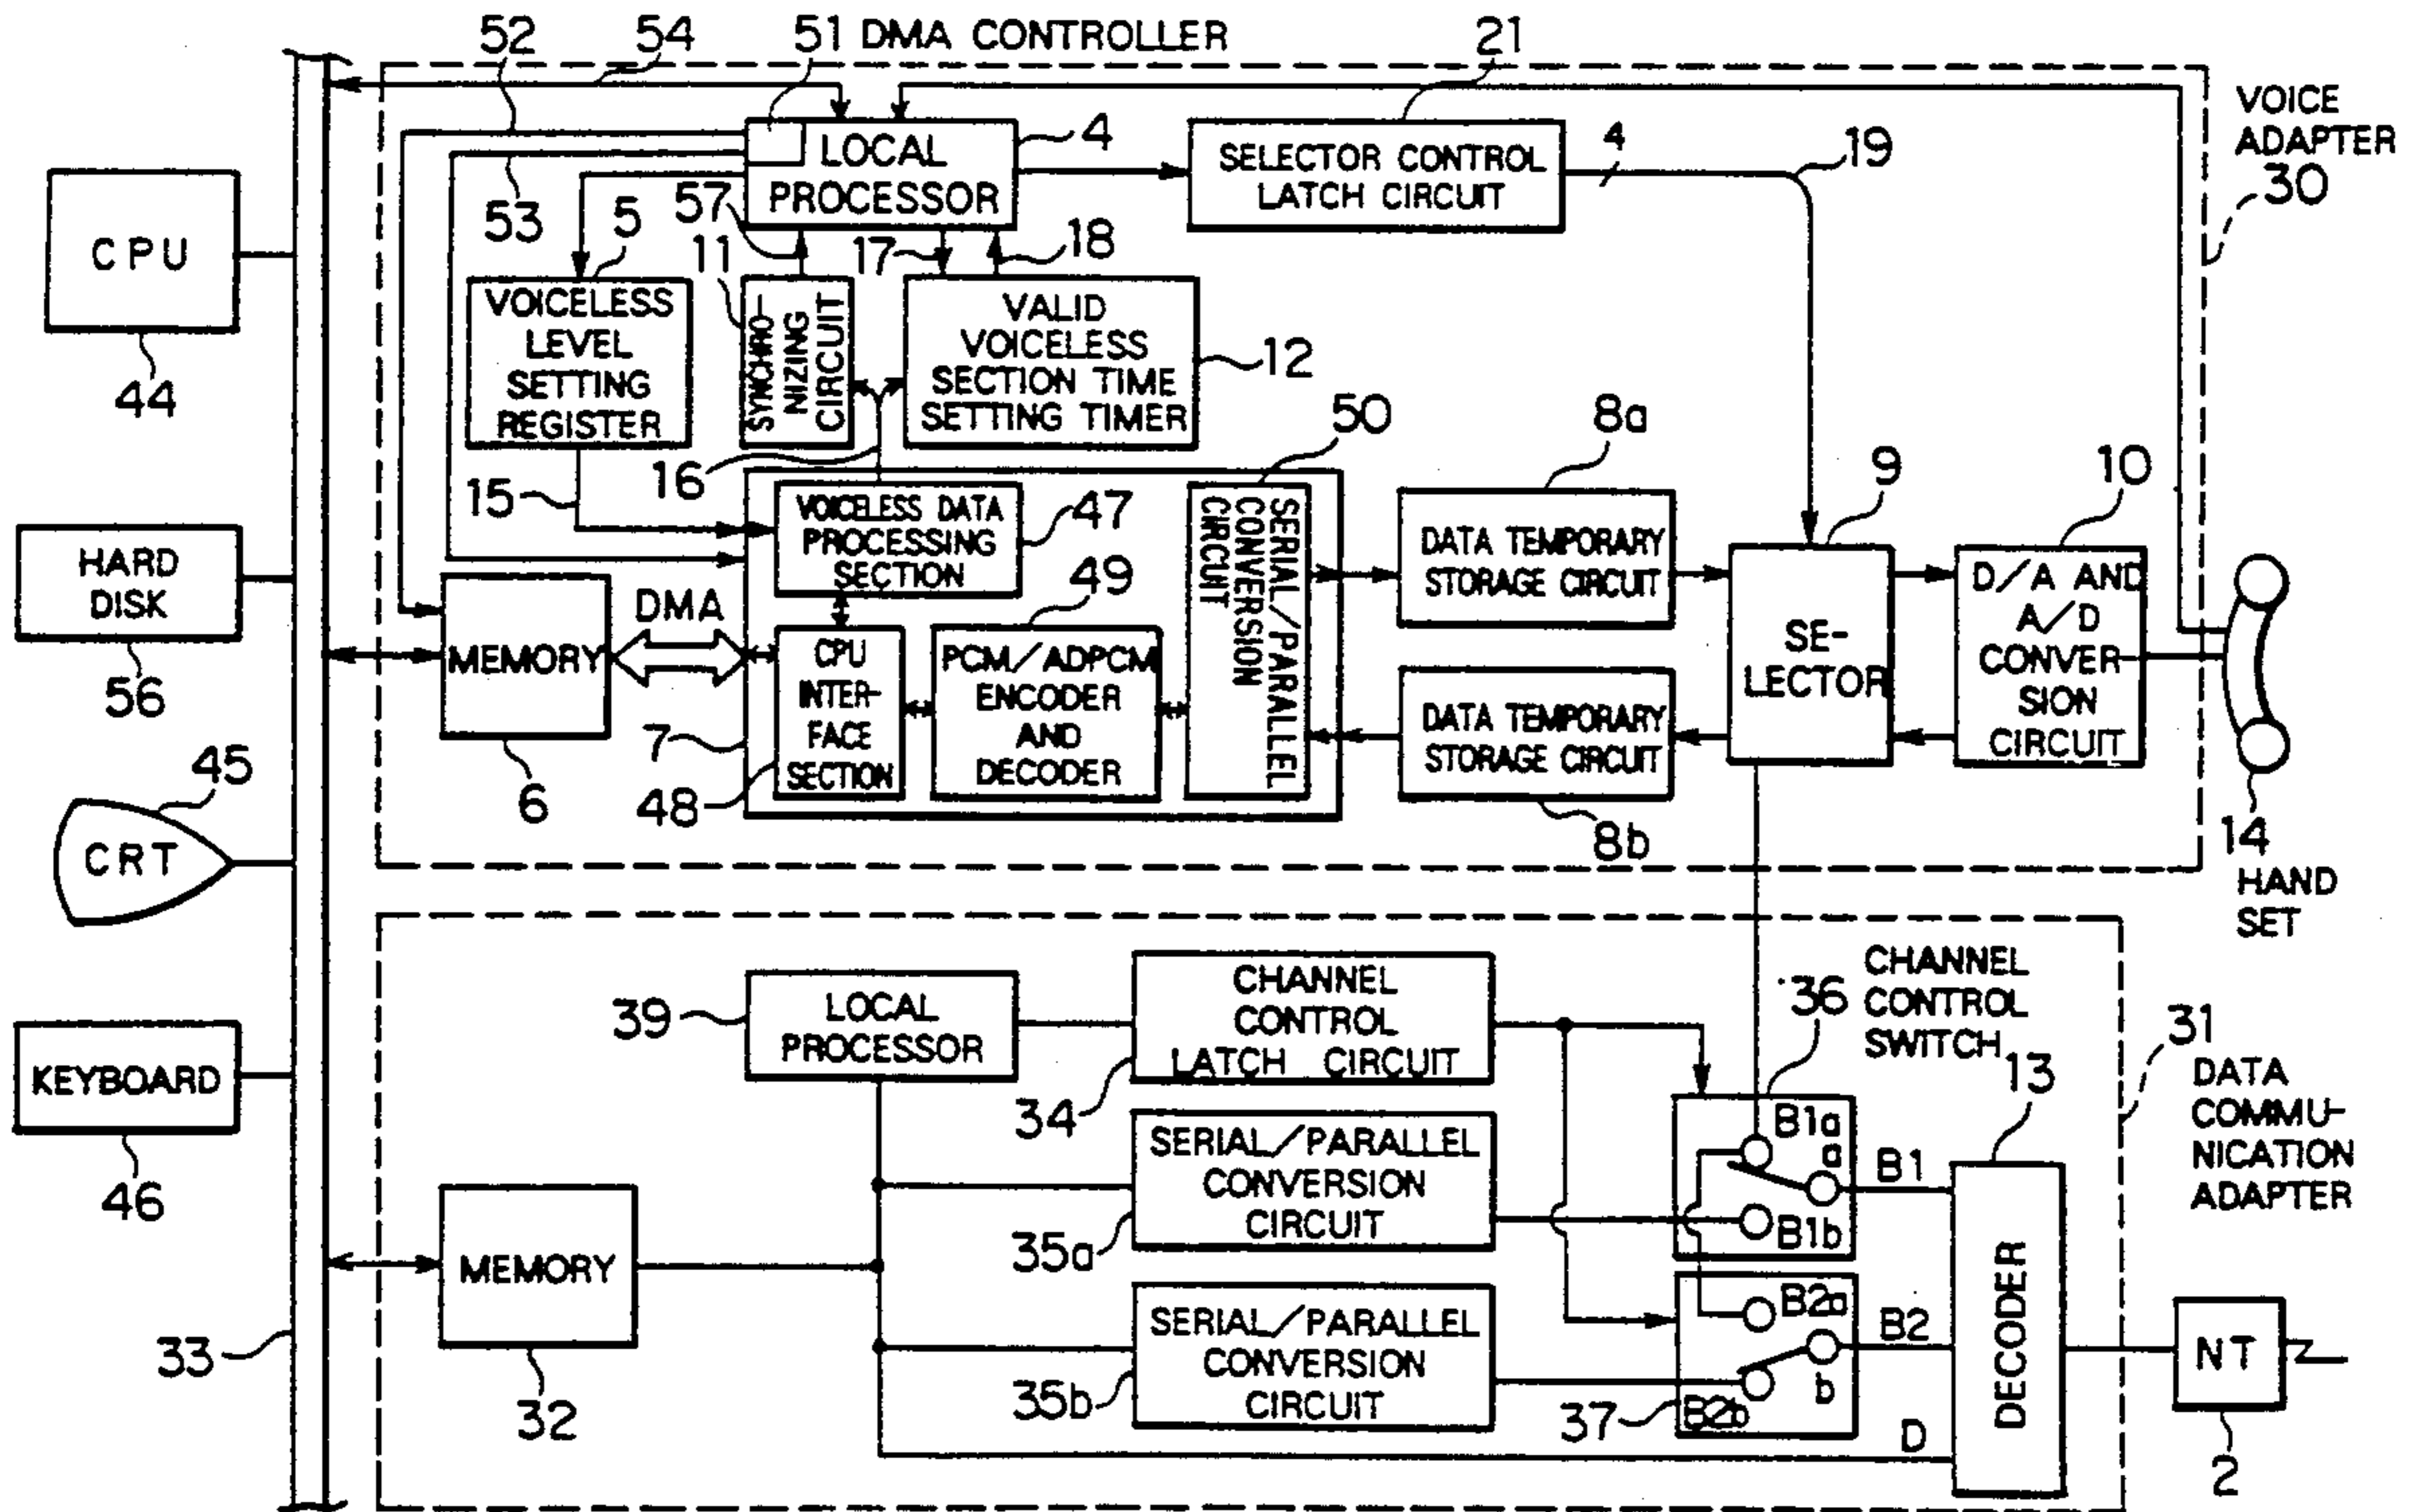 52
54
51 DMA CONTROLLER
21
VOICE
ADAPTER
30
4
LOCAL
PROCESSOR
SELECTOR CONTROL
LATCH CIRCUIT
4
19
53
5
57
11
17
18
CPU
44
VOICELESS
LEVEL
SETTING
REGISTER
SYNCHRO-
NIZING
CIRCUIT
VALID
VOICELESS
SECTION TIME
SETTING TIMER
12
50
8a
15
16
9
10
VOICELESS DATA
PROCESSING
SECTION
47
SERIAL/PARALLEL
CONVERSION
CIRCUIT
DATA TEMPORARY
STORAGE CIRCUIT
HARD
DISK
56
DMA
49
MEMORY
6
CPU
INTER-
FACE
SECTION
PCM/ADPCM
ENCODER
AND
DECODER
7
48
SE-
LECTOR
D/A AND
A/D
CONVER-
SION
CIRCUIT
DATA TEMPORARY
STORAGE CIRCUIT
8b
14
HAND
SET
45
CRT
39
LOCAL
PROCESSOR
CHANNEL
CONTROL
LATCH CIRCUIT
34
36
CHANNEL
CONTROL
SWITCH
13
31
DATA
COMMU-
NICATION
ADAPTER
KEYBOARD
46
SERIAL/PARALLEL
CONVERSION
CIRCUIT
35a
B1a
a
B1
B1b
MEMORY
32
33
SERIAL/PARALLEL
CONVERSION
CIRCUIT
35b
B2a
B2
b
B2b
37
D
DECODER
NT
2